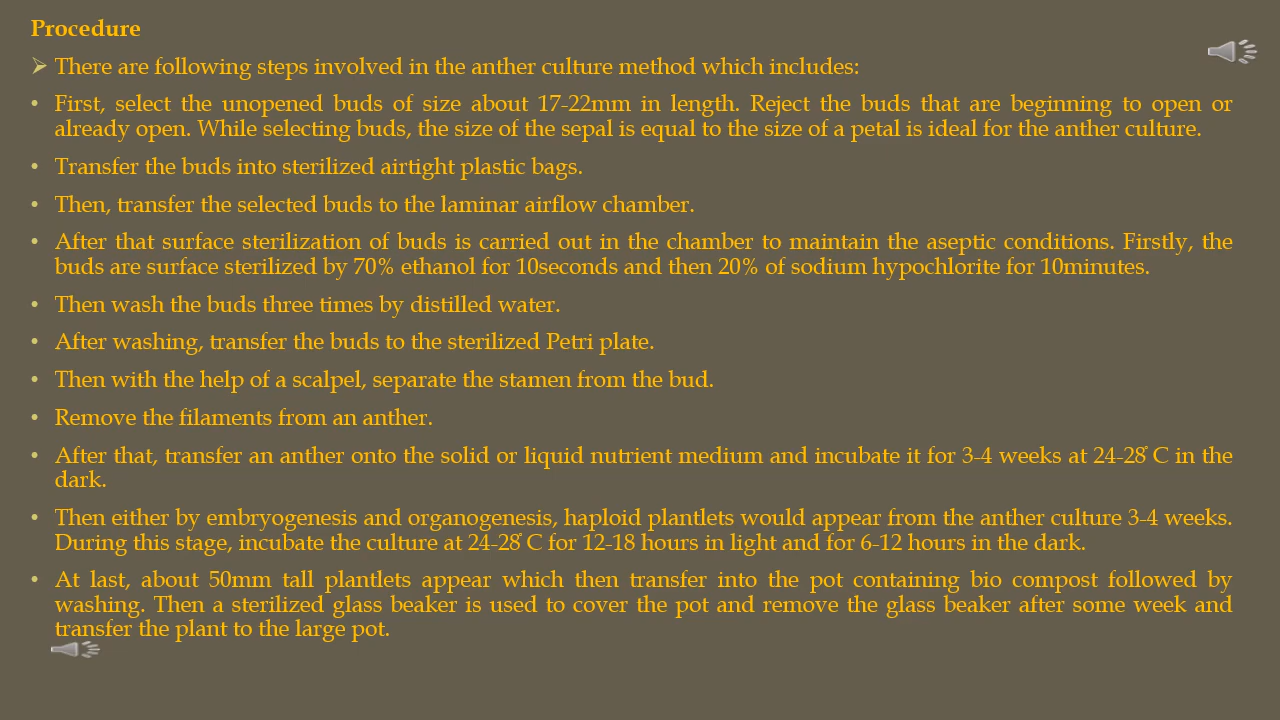 Procedure
➢ There are following steps involved in the anther culture method which includes:
• First, select the unopened buds of size about 17-22mm in length. Reject the buds that are beginning to open or
already open. While selecting buds, the size of the sepal is equal to the size of a petal is ideal for the anther culture.
• Transfer the buds into sterilized airtight plastic bags.
• Then, transfer the selected buds to the laminar airflow chamber.
• After that surface sterilization of buds is carried out in the chamber to maintain the aseptic conditions. Firstly, the
buds are surface sterilized by 70% ethanol for 10seconds and then 20% of sodium hypochlorite for 10minutes.
• Then wash the buds three times by distilled water.
• After washing, transfer the buds to the sterilized Petri plate.
• Then with the help of a scalpel, separate the stamen from the bud.
• Remove the filaments from an anther.
• After that, transfer an anther onto the solid or liquid nutrient medium and incubate it for 3-4 weeks at 24-28° C in the
dark.
• Then either by embryogenesis and organogenesis, haploid plantlets would appear from the anther culture 3-4 weeks.
During this stage, incubate the culture at 24-28° C for 12-18 hours in light and for 6-12 hours in the dark.
• At last, about 50mm tall plantlets appear which then transfer into the pot containing bio compost followed by
washing. Then a sterilized glass beaker is used to cover the pot and remove the glass beaker after some week and
transfer the plant to the large pot.